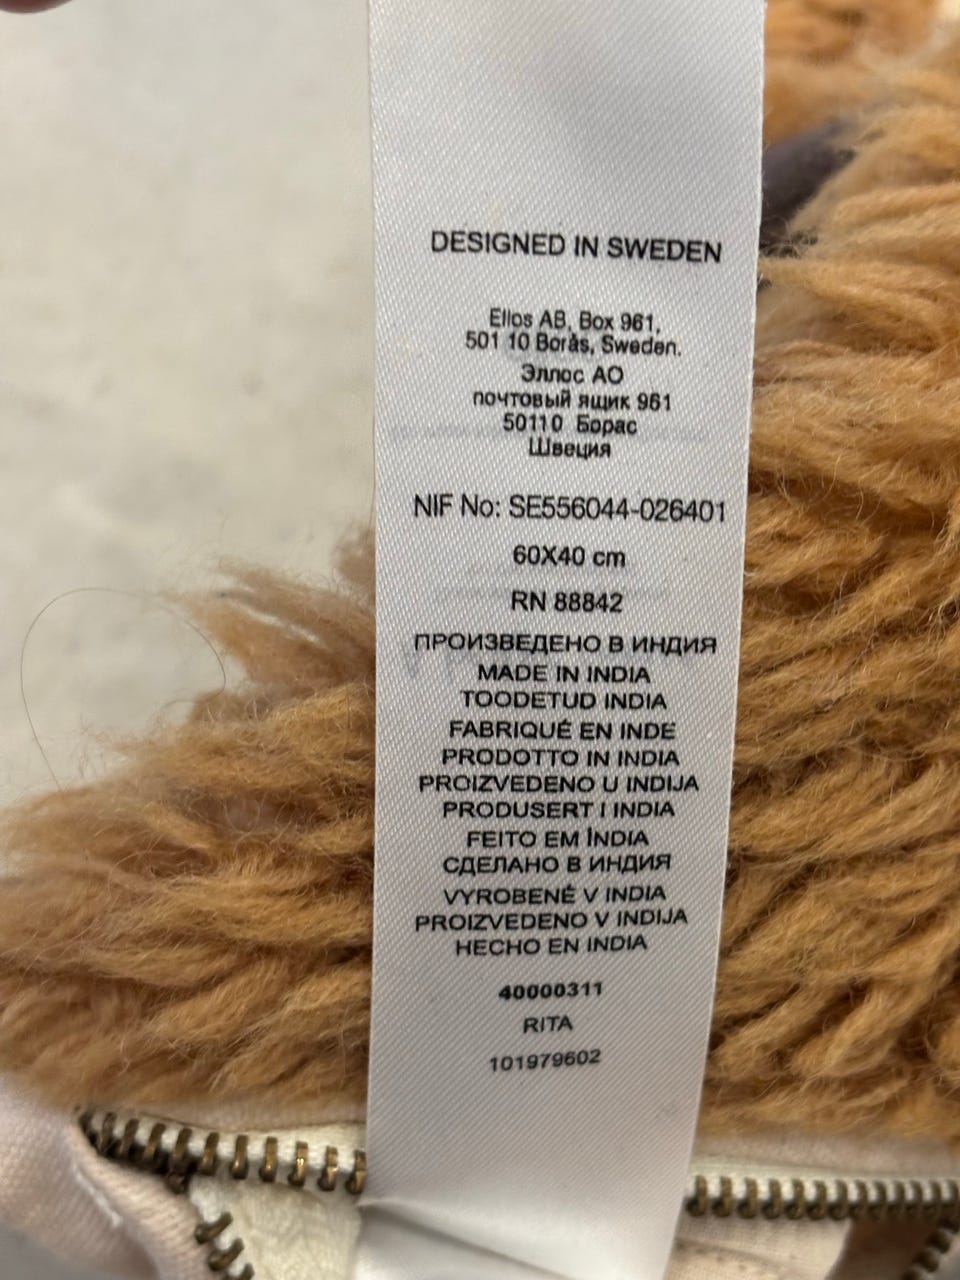 DESIGNED IN SWEDEN
Ellos AB, Box 961,
501 10 Borås, Sweden.
Эллос АО
почтовый ящик 961
50110 Борас
Швеция
NIF No: SE556044-026401
60X40 cm
RN 88842
ПРОИЗВЕДЕНО В ИНДИЯ
MADE IN INDIA
TOODETUD INDIA
FABRIQUÉ EN INDE
PRODOTTO IN INDIA
PROIZVEDENO U INDIJA
PRODUSERT I INDIA
FEITO EM ÍNDIA
СДЕЛАНО В ИНДИЯ
VYROBENÉ V INDIA
PROIZVEDENO V INDIJA
HECHO EN INDIA
40000311
RITA
101979602